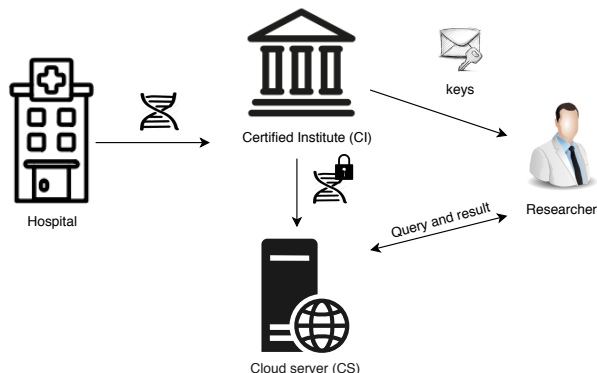 keys
Certified Institute (CI)
Hospital
Researcher
Query and result
Cloud server (CS)